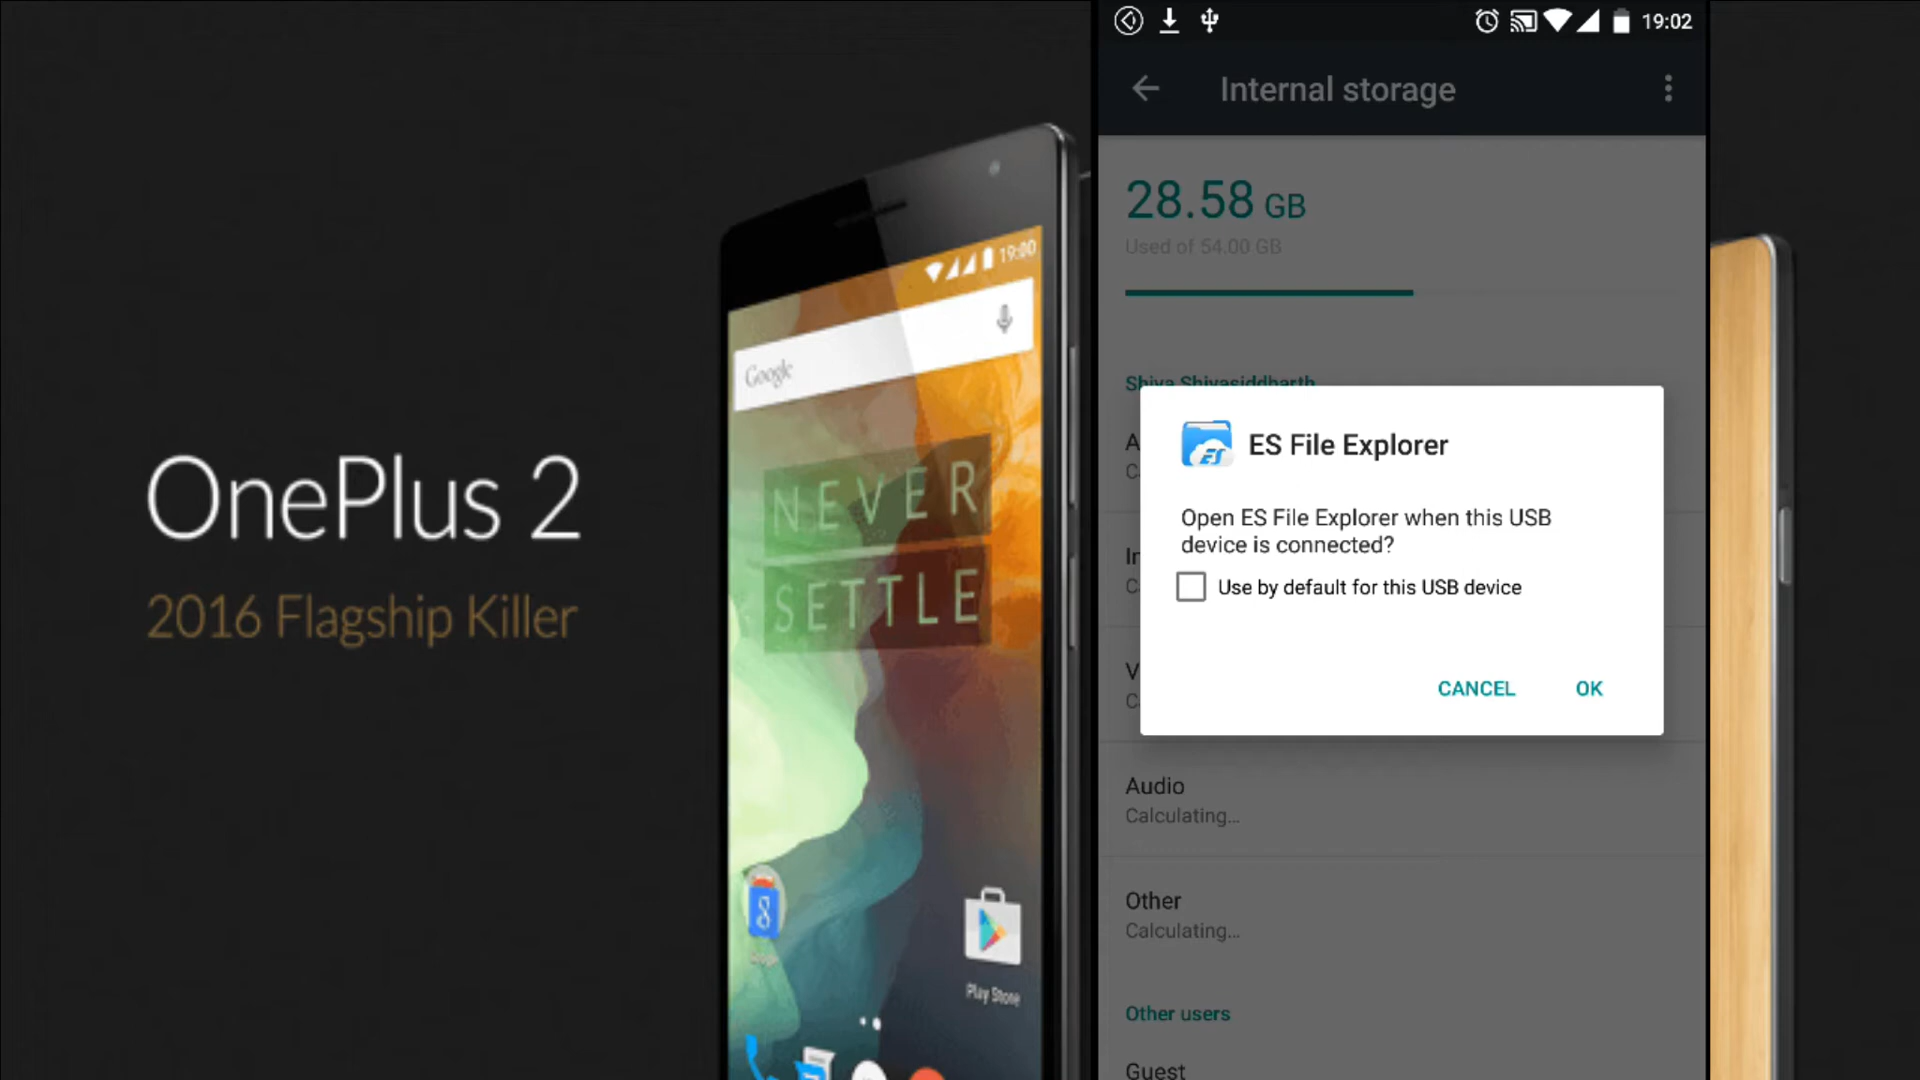 OnePlus 2
2016 Flagship Killer
19:00
Google
NEVER
SETTLE
Play Store
19:02
Internal storage
28.58 GB
Used of 54.00 GB
Shiva Shivasiddharth
ES File Explorer
Open ES File Explorer when this USB
device is connected?
Use by default for this USB device
CANCEL
OK
Audio
Calculating...
Other
Calculating...
Other users
Guest